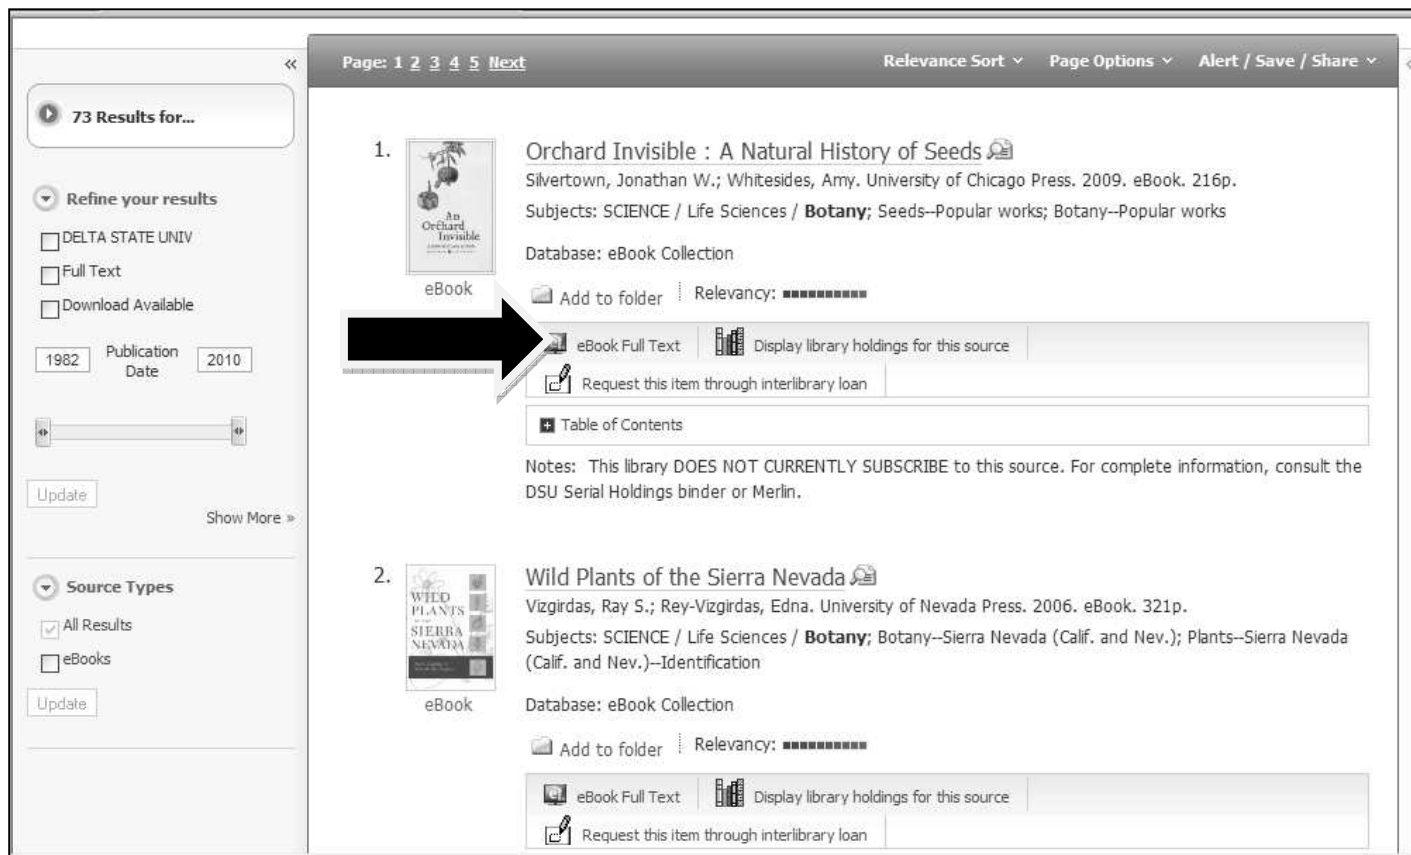 «
73 Results for...
Refine your results
DELTA STATE UNIV
Full Text
Download Available
1982 Publication Date 2010
Update
Show More »
Source Types
All Results
eBooks
Update
Page: 1 2 3 4 5 Next Relevance Sort Page Options Alert / Save / Share «
1.
An
Orchard
Invisible
eBook
Orchard Invisible : A Natural History of Seeds
Silvertown, Jonathan W.; Whitesides, Amy. University of Chicago Press. 2009. eBook. 216p.
Subjects: SCIENCE / Life Sciences / Botany; Seeds--Popular works; Botany--Popular works
Database: eBook Collection
Add to folder Relevancy:
eBook Full Text Display library holdings for this source
Request this item through interlibrary loan
Table of Contents
Notes: This library DOES NOT CURRENTLY SUBSCRIBE to this source. For complete information, consult the
DSU Serial Holdings binder or Merlin.
2.
WILD
PLANTS
SIERRA
NEVADA
eBook
Wild Plants of the Sierra Nevada
Vizgirdas, Ray S.; Rey-Vizgirdas, Edna. University of Nevada Press. 2006. eBook. 321p.
Subjects: SCIENCE / Life Sciences / Botany; Botany--Sierra Nevada (Calif. and Nev.); Plants--Sierra Nevada
(Calif. and Nev.)--Identification
Database: eBook Collection
Add to folder Relevancy:
eBook Full Text Display library holdings for this source
Request this item through interlibrary loan